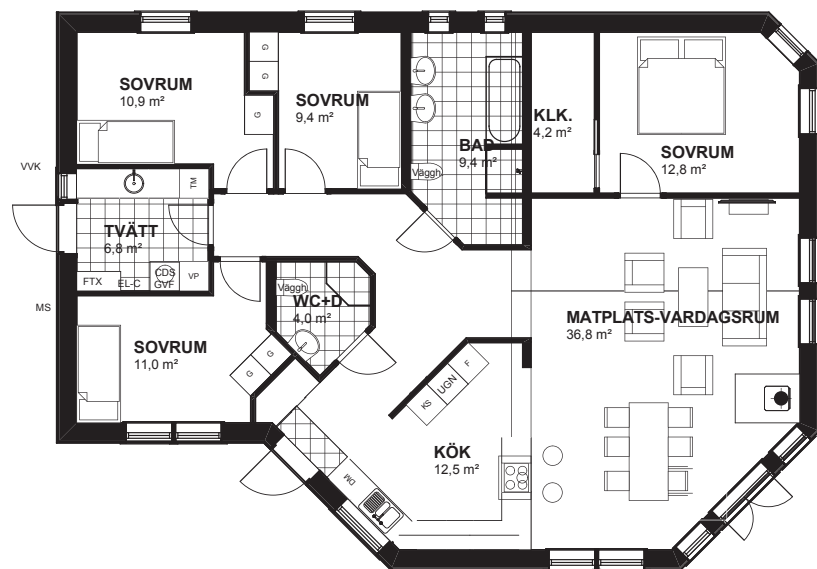 G
G
SOVRUM
10,9 m²
SOVRUM
9,4 m²
G
KLK.
4,2 m²
BAD
9,4 m²
SOVRUM
12,8 m²
VVK
Väggh
TM
TVÄTT
6,8 m²
FTX
EL-C
CDS
GVF
VP
MS
Väggh
WC+D
4,0 m²
MATPLATS-VARDAGSRUM
36,8 m²
SOVRUM
11,0 m²
G
G
F
UGN
KS
KÖK
12,5 m²
DM